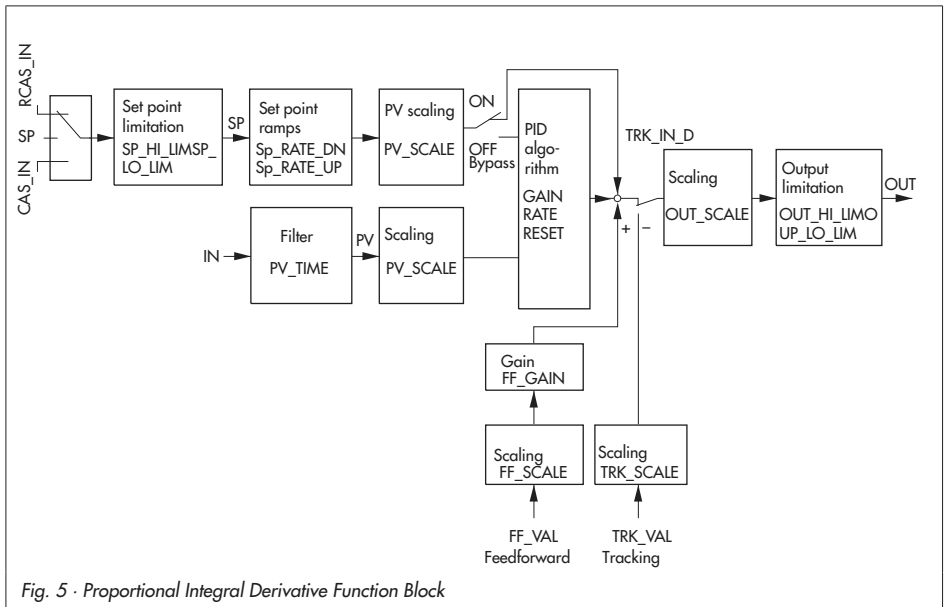 RCAS_IN
SP
CAS_IN
Set point
limitation
SP_HI_LIMSP_
LO_LIM
SP
Set point
ramps
Sp_RATE_DN
Sp_RATE_UP
PV scaling
PV_SCALE
ON
OFF
Bypass
PID
algo-
rithm
GAIN
RATE
RESET
TRK_IN_D
+
–
Scaling
OUT_SCALE
Output
limitation
OUT_HI_LIMO
UP_LO_LIM
OUT
IN
Filter
PV_TIME
PV
Scaling
PV_SCALE
Gain
FF_GAIN
Scaling
FF_SCALE
Scaling
TRK_SCALE
FF_VAL
Feedforward
TRK_VAL
Tracking
Fig. 5 · Proportional Integral Derivative Function Block